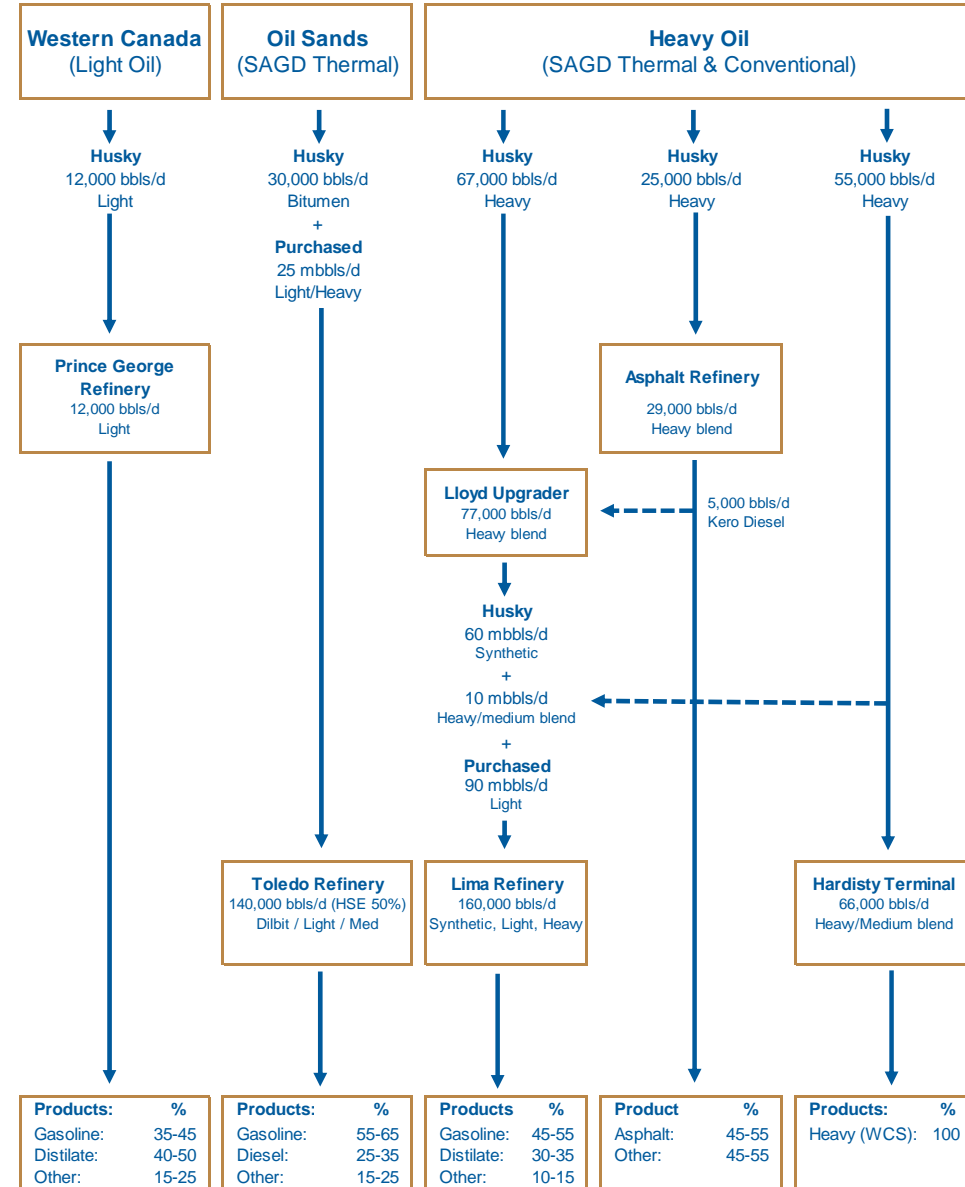 Western Canada
(Light Oil)
Oil Sands
(SAGD Thermal)
Heavy Oil
(SAGD Thermal & Conventional)
Husky
12,000 bbls/d
Light
Husky
30,000 bbls/d
Bitumen
+
Purchased
25 mbbls/d
Light/Heavy
Husky
67,000 bbls/d
Heavy
Husky
25,000 bbls/d
Heavy
Husky
55,000 bbls/d
Heavy
Prince George
Refinery
12,000 bbls/d
Light
Asphalt Refinery
29,000 bbls/d
Heavy blend
Lloyd Upgrader
77,000 bbls/d
Heavy blend
5,000 bbls/d
Kero Diesel
Husky
60 mbbls/d
Synthetic
+
10 mbbls/d
Heavy/medium blend
+
Purchased
90 mbbls/d
Light
Toledo Refinery
140,000 bbls/d (HSE 50%)
Dilbit / Light / Med
Lima Refinery
160,000 bbls/d
Synthetic, Light, Heavy
Hardisty Terminal
66,000 bbls/d
Heavy/Medium blend
Products: %
Gasoline: 35-45
Distilate: 40-50
Other: 15-25
Products: %
Gasoline: 55-65
Diesel: 25-35
Other: 15-25
Products %
Gasoline: 45-55
Distilate: 30-35
Other: 10-15
Product %
Asphalt: 45-55
Other: 45-55
Products: %
Heavy (WCS): 100